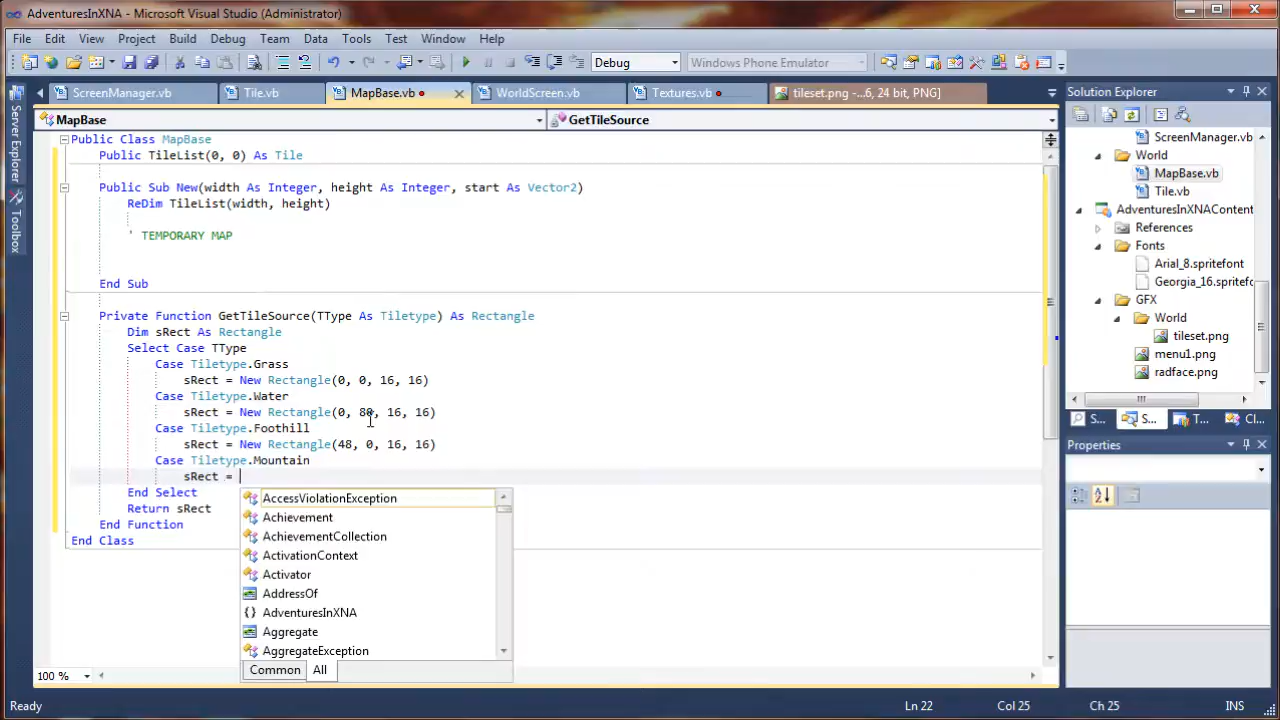 AdventuresInXNA - Microsoft Visual Studio (Administrator)
File Edit View Project Build Debug Team Data Tools Test Window Help
Debug Windows Phone Emulator
ScreenManager.vb Tile.vb MapBase.vb WorldScreen.vb Textures.vb tileset.png -...6, 24 bit, PNG]
MapBase GetTileSource
Server Explorer
Toolbox
Public Class MapBase
Public TileList(0, 0) As Tile
Public Sub New(width As Integer, height As Integer, start As Vector2)
ReDim TileList(width, height)
' TEMPORARY MAP
End Sub
Private Function GetTileSource(TType As Tiletype) As Rectangle
Dim sRect As Rectangle
Select Case TType
Case Tiletype.Grass
sRect = New Rectangle(0, 0, 16, 16)
Case Tiletype.Water
sRect = New Rectangle(0, 80, 16, 16)
Case Tiletype.Foothill
sRect = New Rectangle(48, 0, 16, 16)
Case Tiletype.Mountain
sRect =
End Select
Return sRect
End Function
End Class
AccessViolationException
Achievement
AchievementCollection
ActivationContext
Activator
AddressOf
AdventuresInXNA
Aggregate
AggregateException
Common All
100 %
Solution Explorer
ScreenManager.vb
World
MapBase.vb
Tile.vb
AdventuresInXNAContent
References
Fonts
Arial_8.spritefont
Georgia_16.spritefo
GFX
World
tileset.png
menu1.png
radface.png
S... S... T... Cl...
Properties
Ready Ln 22 Col 25 Ch 25 INS